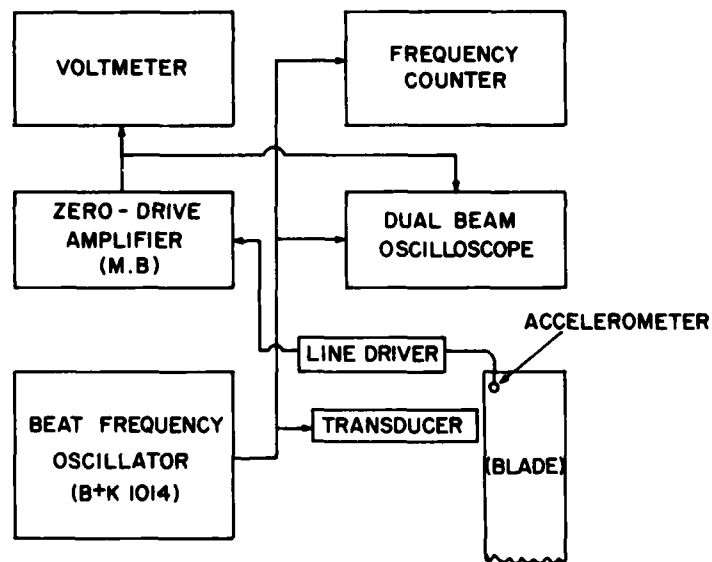 VOLTMETER
FREQUENCY
COUNTER
ZERO-DRIVE
AMPLIFIER
(M.B)
DUAL BEAM
OSCILLOSCOPE
ACCELEROMETER
LINE DRIVER
BEAT FREQUENCY
OSCILLATOR
(B+K 1014)
TRANSDUCER
(BLADE)